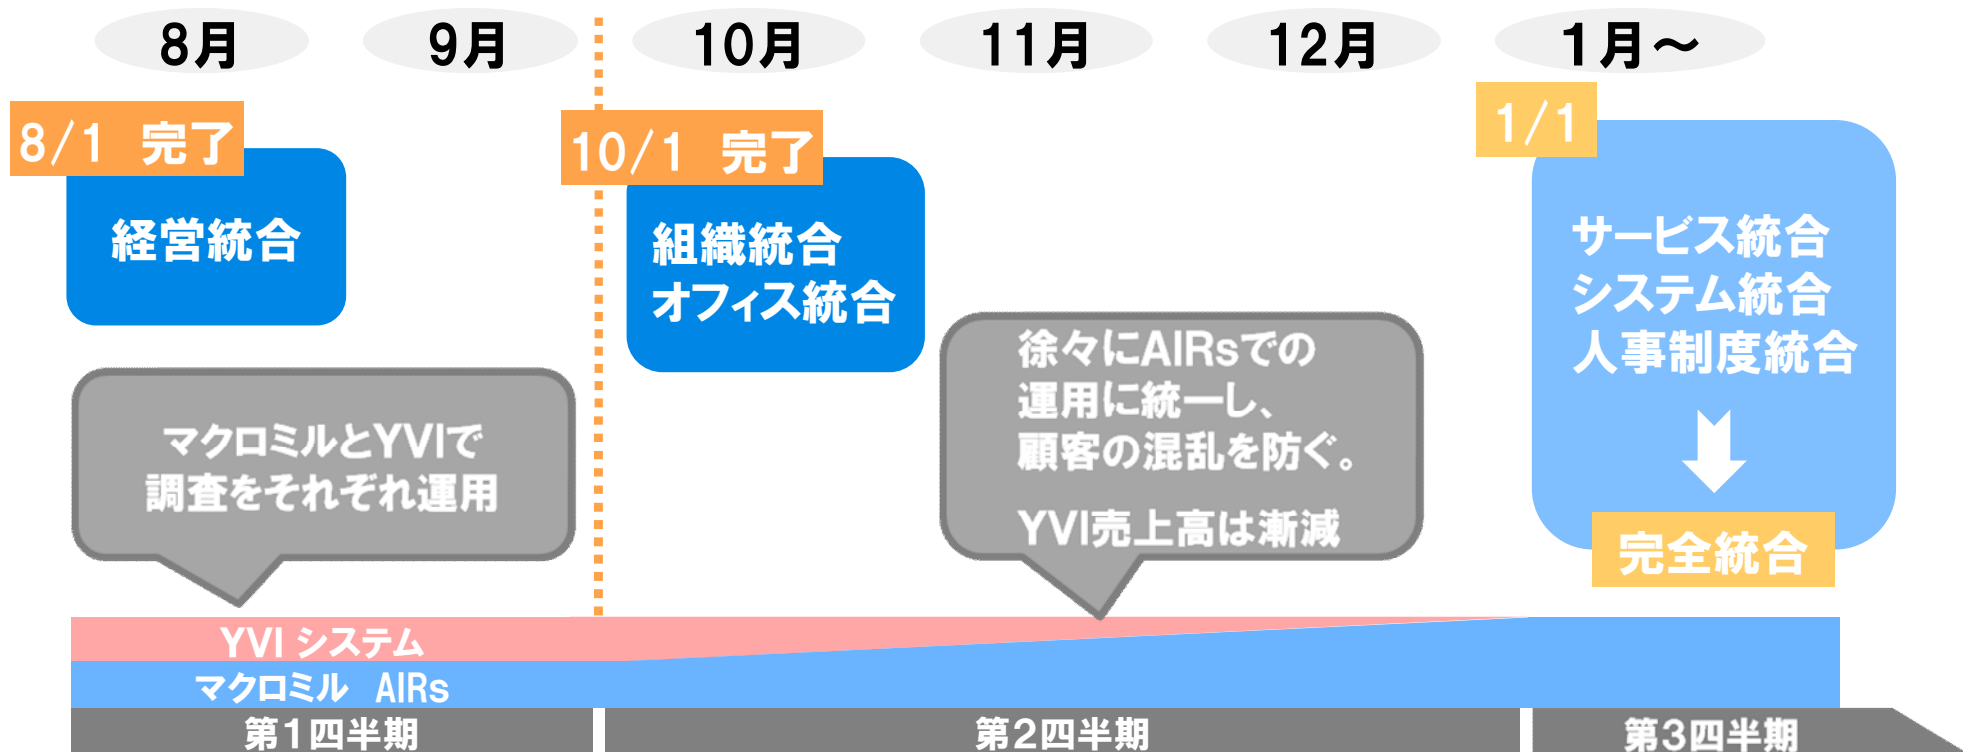 8月
9月
10月
11月
12月
1月～
8/1　完了
経営統合
10/1　完了
組織統合
オフィス統合
1/1
サービス統合
システム統合
人事制度統合
完全統合
マクロミルとYVIで
調査をそれぞれ運用
徐々にAIRsでの
運用に統一し、
顧客の混乱を防ぐ。
YVI売上高は漸減
YVI システム
マクロミル　AIRs
第1四半期
第2四半期
第3四半期